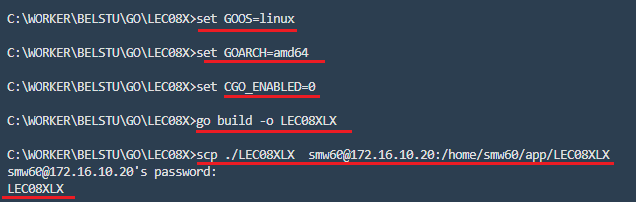 C:\WORKER\BELSTU\GO\LEC08X>set GOOS=linux
C:\WORKER\BELSTU\GO\LEC08X>set GOARCH=amd64
C:\WORKER\BELSTU\GO\LEC08X>set CGO_ENABLED=0
C:\WORKER\BELSTU\GO\LEC08X>go build -o LEC08XLX
C:\WORKER\BELSTU\GO\LEC08X>scp ./LEC08XLX  smw60@172.16.10.20:/home/smw60/app/LEC08XLX
smw60@172.16.10.20's password:
LEC08XLX